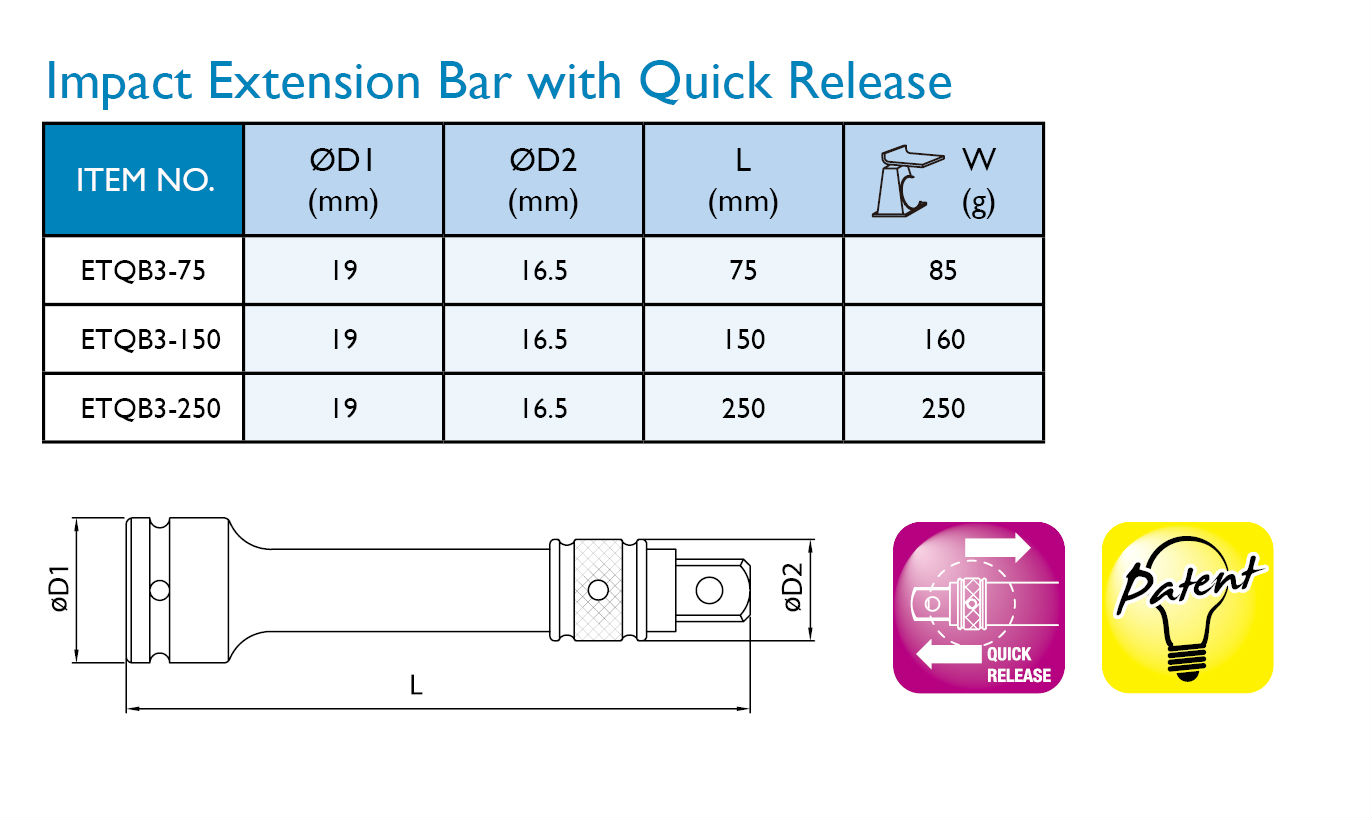 Impact Extension Bar with Quick Release
ITEM NO. ØD1 (mm) ØD2 (mm) L (mm) W (g)
ETQB3-75 19 16.5 75 85
ETQB3-150 19 16.5 150 160
ETQB3-250 19 16.5 250 250
øD1
øD2
L
QUICK
RELEASE
Patent